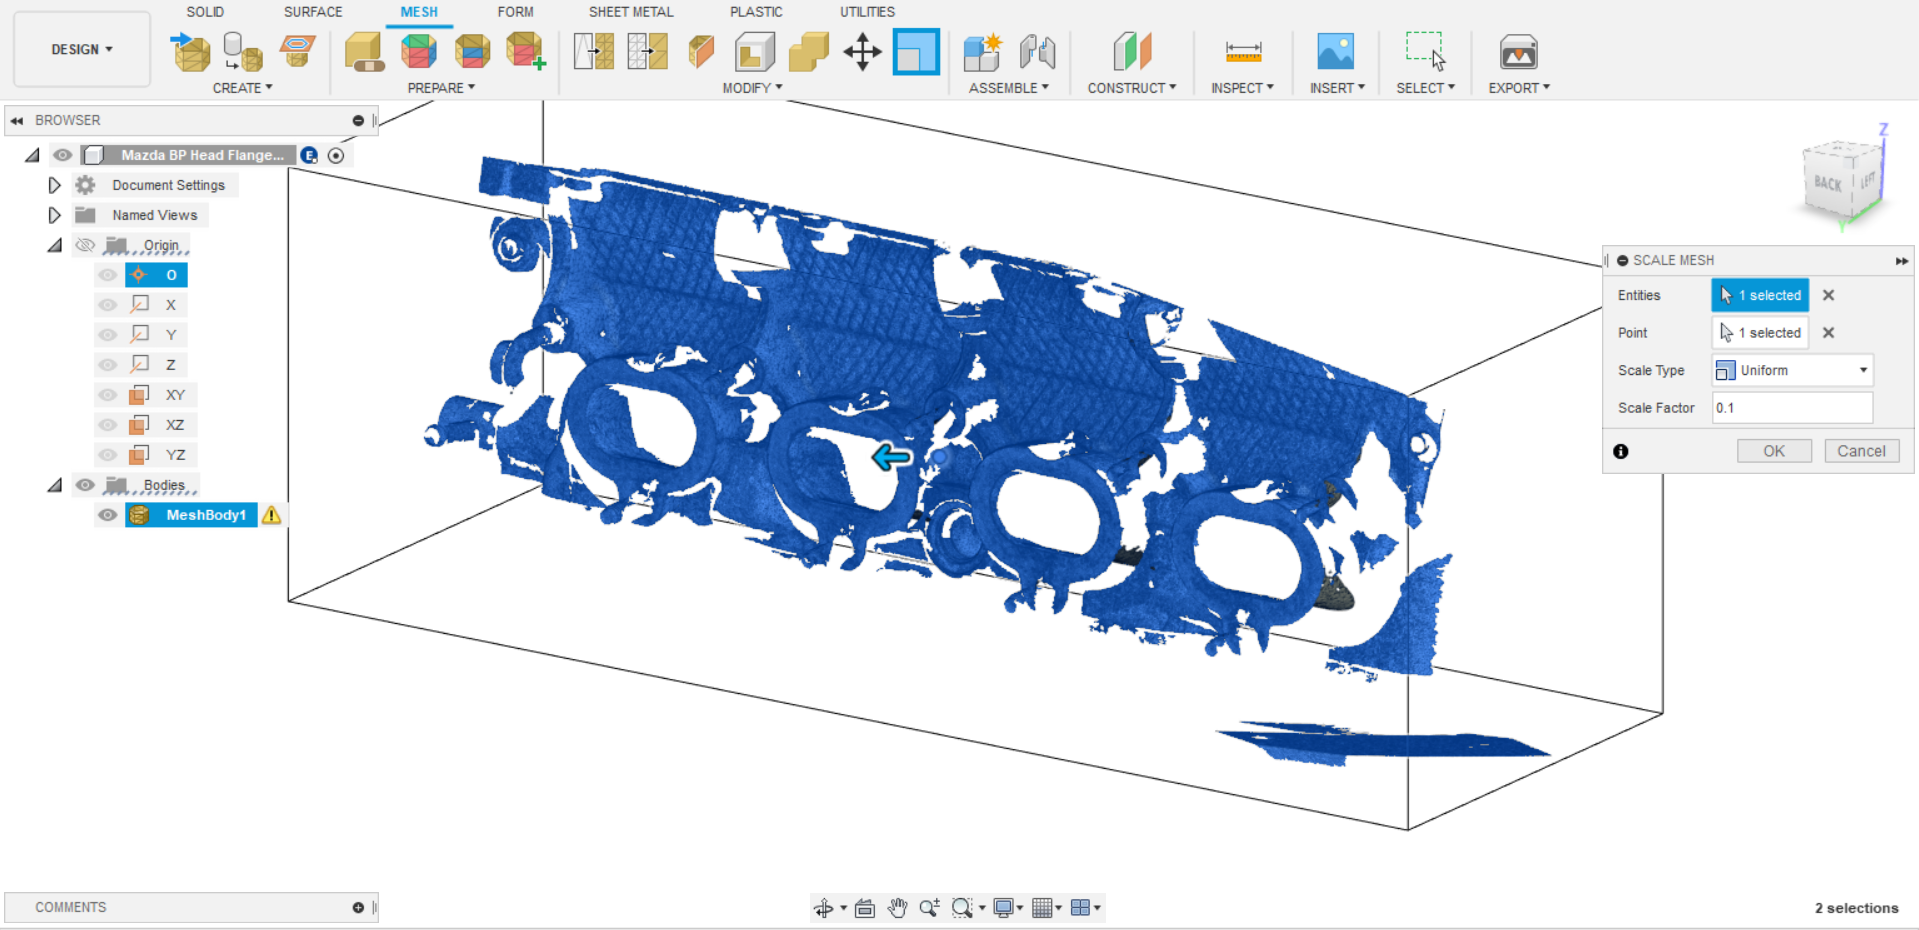 SOLID SURFACE MESH FORM SHEET METAL PLASTIC UTILITIES
DESIGN
CREATE PREPARE MODIFY ASSEMBLE CONSTRUCT INSPECT INSERT SELECT EXPORT
BROWSER
Mazda BP Head Flange... E
Document Settings
Named Views
Origin
O
X
Y
Z
XY
XZ
YZ
Bodies
MeshBody1
Z
BACK LEFT
Y
SCALE MESH
Entities 1 selected
Point 1 selected
Scale Type Uniform
Scale Factor 0.1
OK Cancel
COMMENTS
2 selections